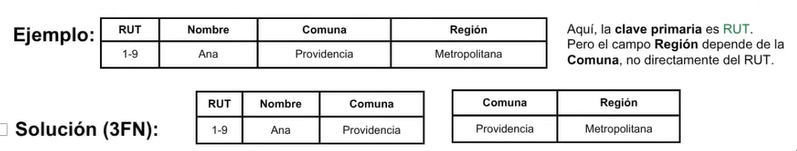 Ejemplo:
RUT Nombre Comuna Región
1-9 Ana Providencia Metropolitana
Aquí, la clave primaria es RUT.
Pero el campo Región depende de la
Comuna, no directamente del RUT.
Solución (3FN):
RUT Nombre Comuna
1-9 Ana Providencia
Comuna Región
Providencia Metropolitana